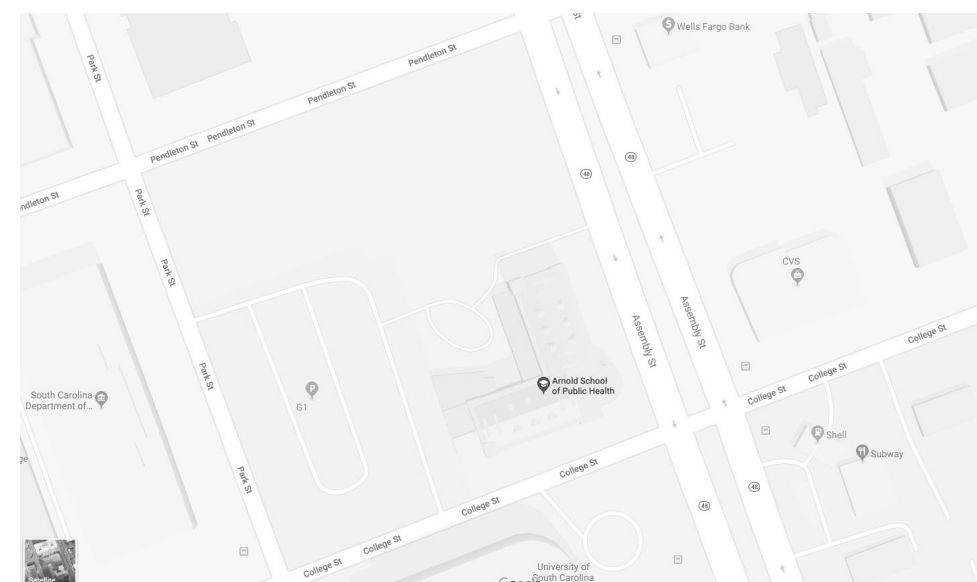 St
Wells Fargo Bank
Park St
Pendleton St
Pendleton St
Pendleton St
Pendleton St
48
48
Park St
Park St
CVS
Assembly St
Assembly St
College St
College St
College St
Park St
South Carolina
Department of...
P
G1
Arnold School
of Public Health
Shell
Subway
Park St
College St
College St
College St
College St
48
48
University of
South Carolina
Satellite